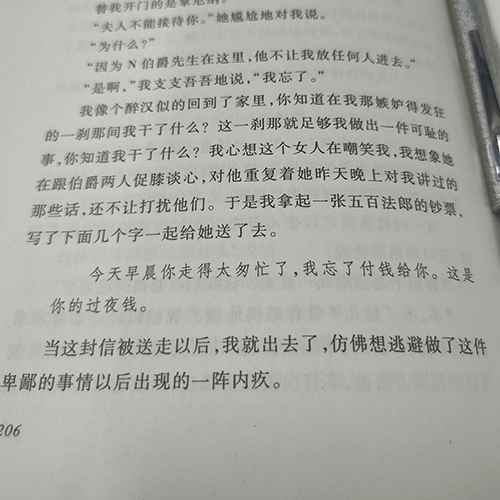 替我开门的是拿尼纳。
“夫人不能接待你。”她尴尬地对我说。
“为什么？”
“因为 N 伯爵先生在这里，他不让我放任何人进去。”
“是啊，”我支支吾吾地说，“我忘了。”
我像个醉汉似的回到了家里，你知道在我那嫉妒得发狂
的一刹那间我干了什么？这一刹那就足够我做出一件可耻的
事，你知道我干了什么？我心想这个女人在嘲笑我，我想象她
在跟伯爵两人促膝谈心，对他重复着她昨天晚上对我讲过的
那些话，还不让打扰他们。于是我拿起一张五百法郎的钞票，
写了下面几个字一起给她送了去。
今天早晨你走得太匆忙了，我忘了付钱给你。这是
你的过夜钱。
当这封信被送走以后，我就出去了，仿佛想逃避做了这件
卑鄙的事情以后出现的一阵内疚。
206